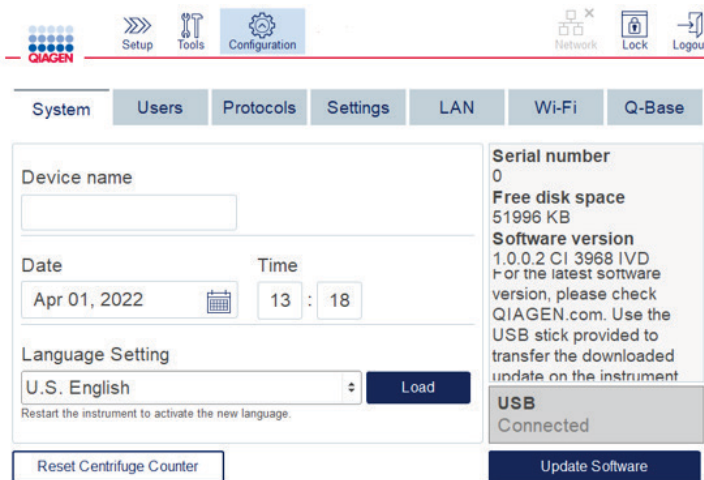 QIAGEN
Setup
Tools
Configuration
Network
Lock
Logou
System
Users
Protocols
Settings
LAN
Wi-Fi
Q-Base
Device name
Date
Time
Apr 01, 2022
13 : 18
Language Setting
U.S. English
Load
Restart the instrument to activate the new language.
Reset Centrifuge Counter
Serial number
0
Free disk space
51996 KB
Software version
1.0.0.2 CI 3968 IVD
For the latest software
version, please check
QIAGEN.com. Use the
USB stick provided to
transfer the downloaded
update on the instrument
USB
Connected
Update Software